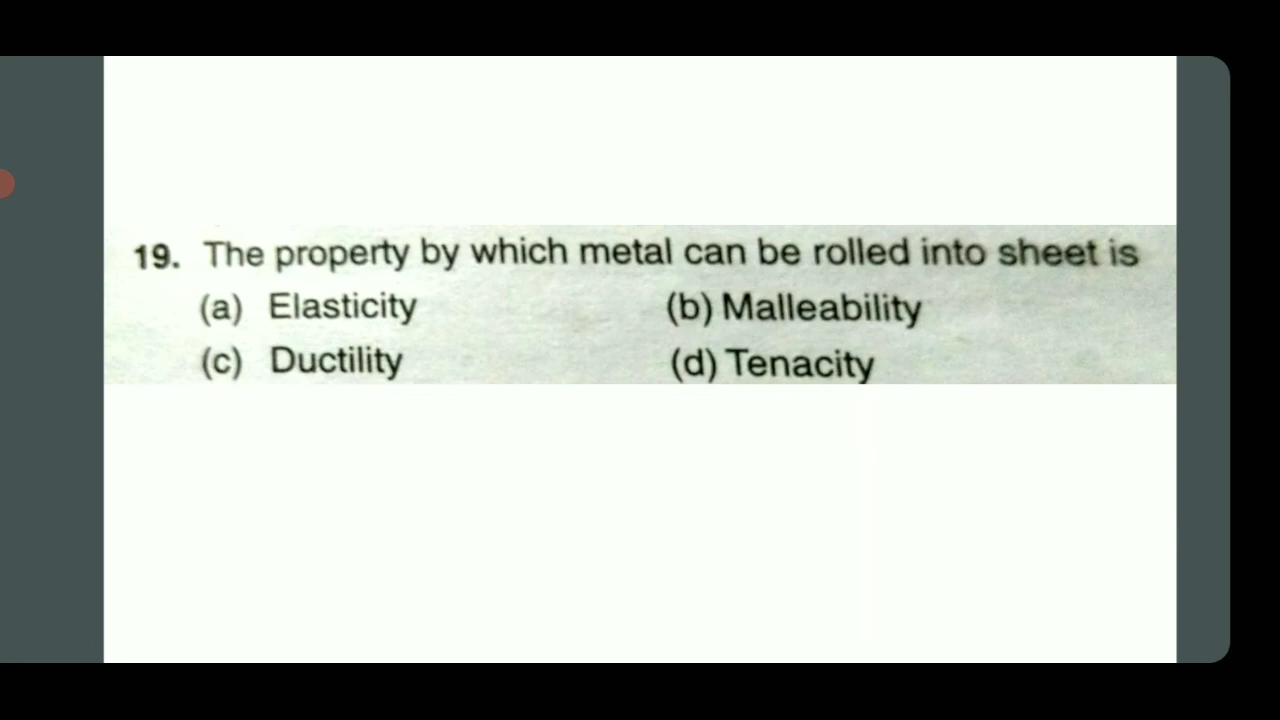 19. The property by which metal can be rolled into sheet is
(a) Elasticity (b) Malleability
(c) Ductility (d) Tenacity